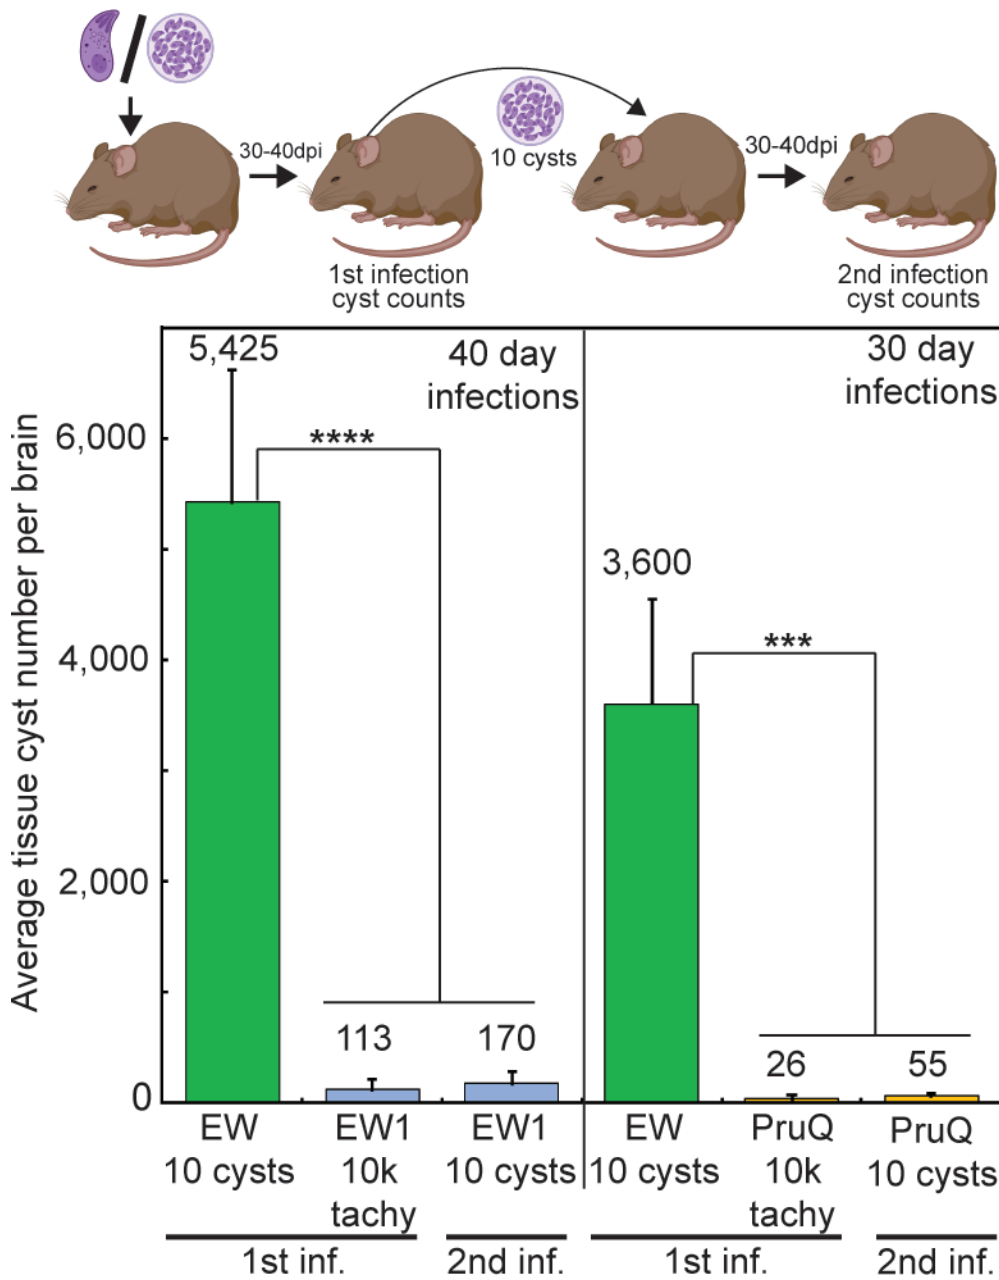 30-40dpi
10 cysts
30-40dpi
1st infection
cyst counts
2nd infection
cyst counts
Average tissue cyst number per brain
6,000
4,000
2,000
0
5,425
40 day
infections
****
113
170
30 day
infections
3,600
***
26
55
EW
10 cysts
EW1
10k
tachy
EW1
10 cysts
EW
10 cysts
PruQ
10k
tachy
PruQ
10 cysts
1st inf.
2nd inf.
1st inf.
2nd inf.